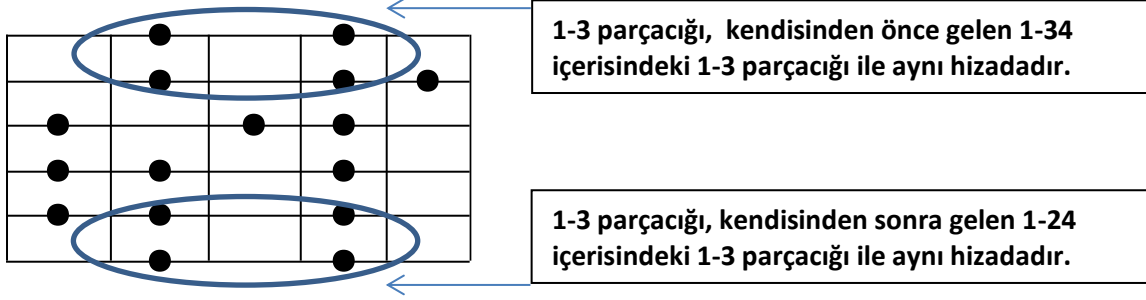 1-3 parçacığı, kendisinden önce gelen 1-34
içerisindeki 1-3 parçacığı ile aynı hizadadır.
1-3 parçacığı, kendisinden sonra gelen 1-24
içerisindeki 1-3 parçacığı ile aynı hizadadır.